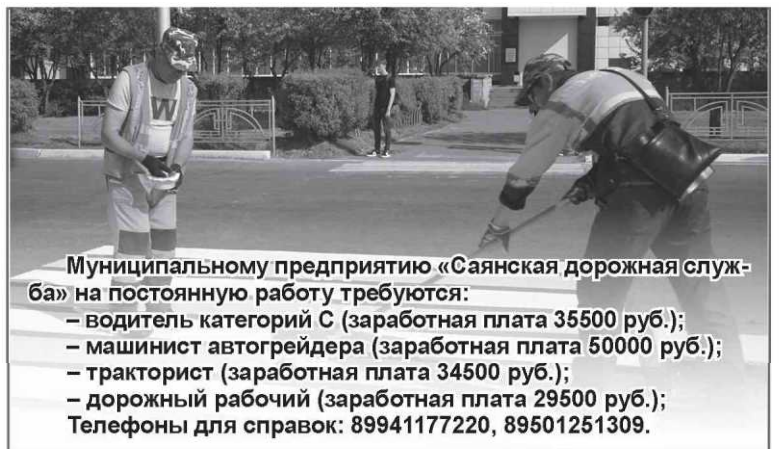 W
Муниципальному предприятию «Саянская дорожная служ-
ба» на постоянную работу требуются:
– водитель категорий С (заработная плата 35500 руб.);
– машинист автогрейдера (заработная плата 50000 руб.);
– тракторист (заработная плата 34500 руб.);
– дорожный рабочий (заработная плата 29500 руб.);
Телефоны для справок: 89941177220, 89501251309.